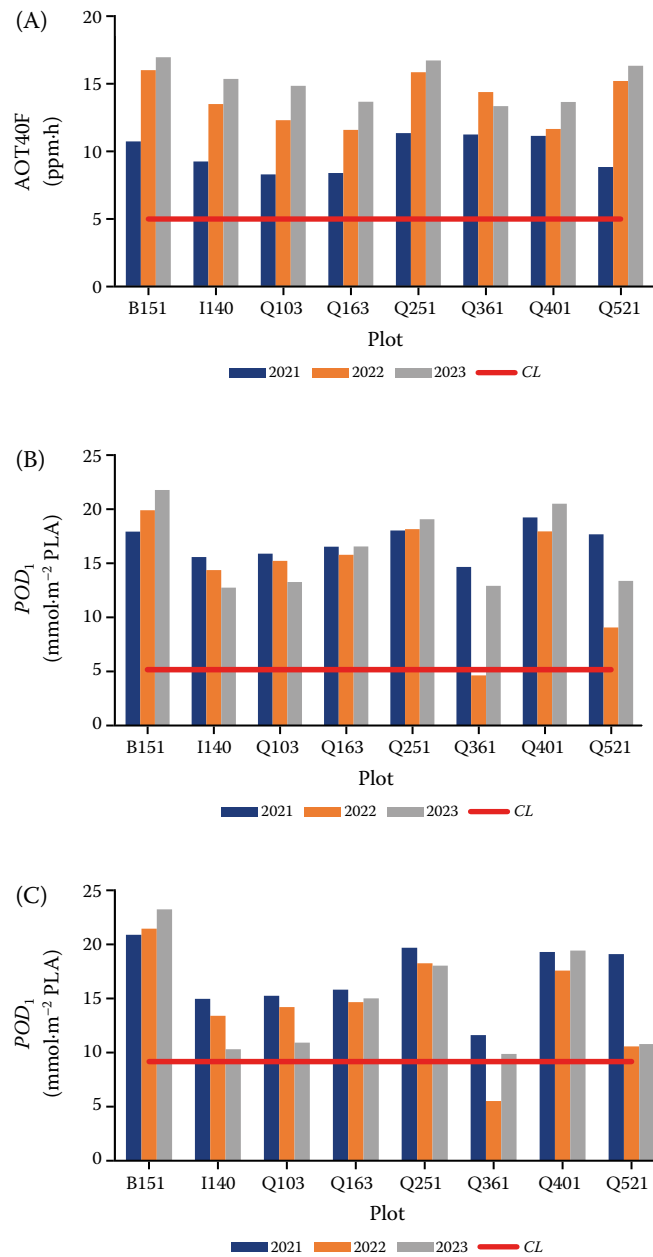 (A)
20
15
10
5
0
AOT40F
(ppm·h)
B151 I140 Q103 Q163 Q251 Q361 Q401 Q521
Plot
2021 2022 2023 CL
(B)
25
20
15
10
5
0
POD₁
(mmol·m⁻² PLA)
B151 I140 Q103 Q163 Q251 Q361 Q401 Q521
Plot
2021 2022 2023 CL
(C)
25
20
15
10
5
0
POD₁
(mmol·m⁻² PLA)
B151 I140 Q103 Q163 Q251 Q361 Q401 Q521
Plot
2021 2022 2023 CL